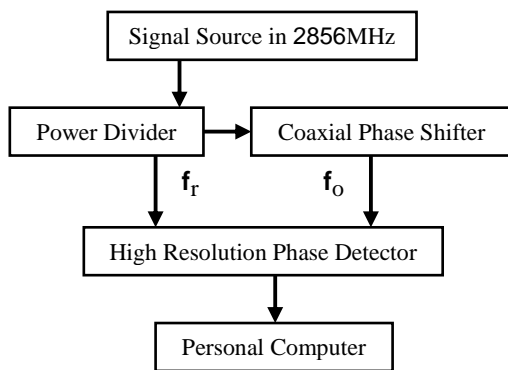 Signal Source in 2856MHz
Power Divider
Coaxial Phase Shifter
fr
fo
High Resolution Phase Detector
Personal Computer